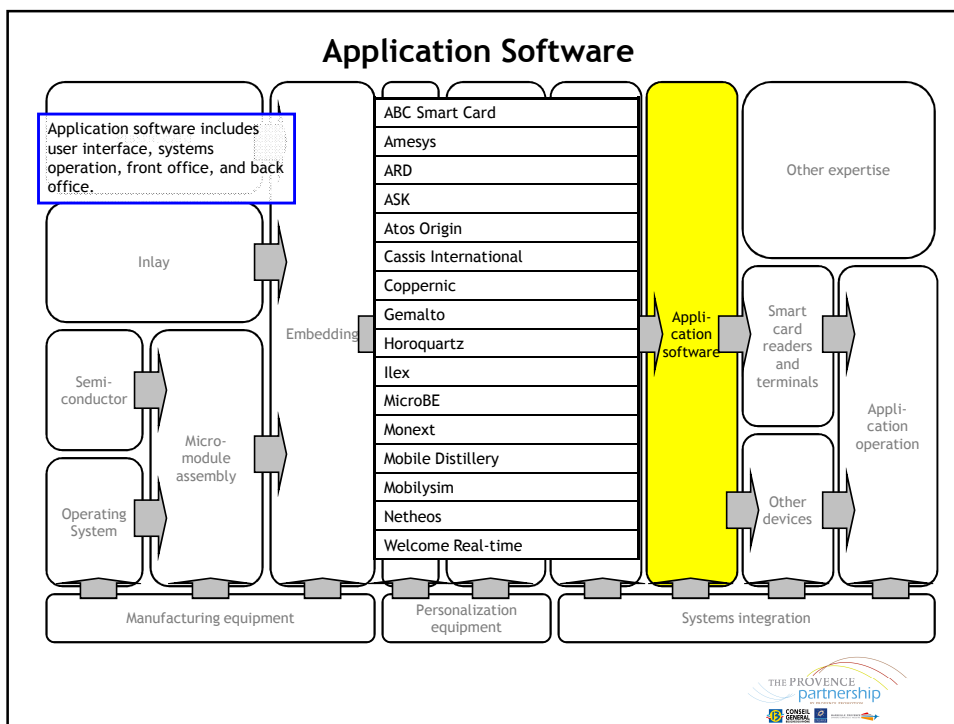 Application Software
Application software includes
user interface, systems
operation, front office, and back
office.
ABC Smart Card
Amesys
ARD
ASK
Atos Origin
Cassis International
Coppernic
Gemalto
Horoquartz
Ilex
MicroBE
Monext
Mobile Distillery
Mobilysim
Netheos
Welcome Real-time
Inlay
Embedding
Semi-
conductor
Micro-
module
assembly
Operating
System
Appli-
cation
software
Other expertise
Smart
card
readers
and
terminals
Other
devices
Appli-
cation
operation
Manufacturing equipment
Personalization
equipment
Systems integration
THE PROVENCE
partnership
CONSEIL
GENERAL